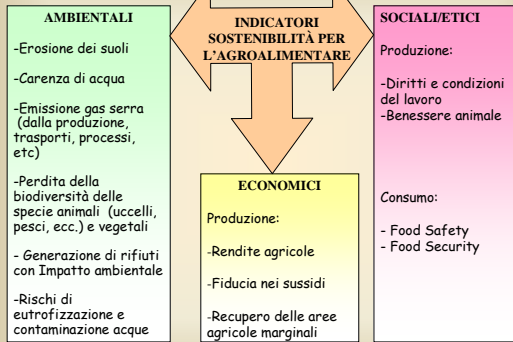 AMBIENTALI
-Erosione dei suoli
-Carenza di acqua
-Emissione gas serra
(dalla produzione,
trasporti, processi,
etc)
-Perdita della
biodiversità delle
specie animali (uccelli,
pesci, ecc.) e vegetali
- Generazione di rifiuti
con Impatto ambientale
-Rischi di
eutrofizzazione e
contaminazione acque
INDICATORI
SOSTENIBILITÀ PER
L'AGROALIMENTARE
ECONOMICI
Produzione:
-Rendite agricole
-Fiducia nei sussidi
-Recupero delle aree
agricole marginali
SOCIALI/ETICI
Produzione:
-Diritti e condizioni
del lavoro
-Benessere animale
Consumo:
- Food Safety
- Food Security